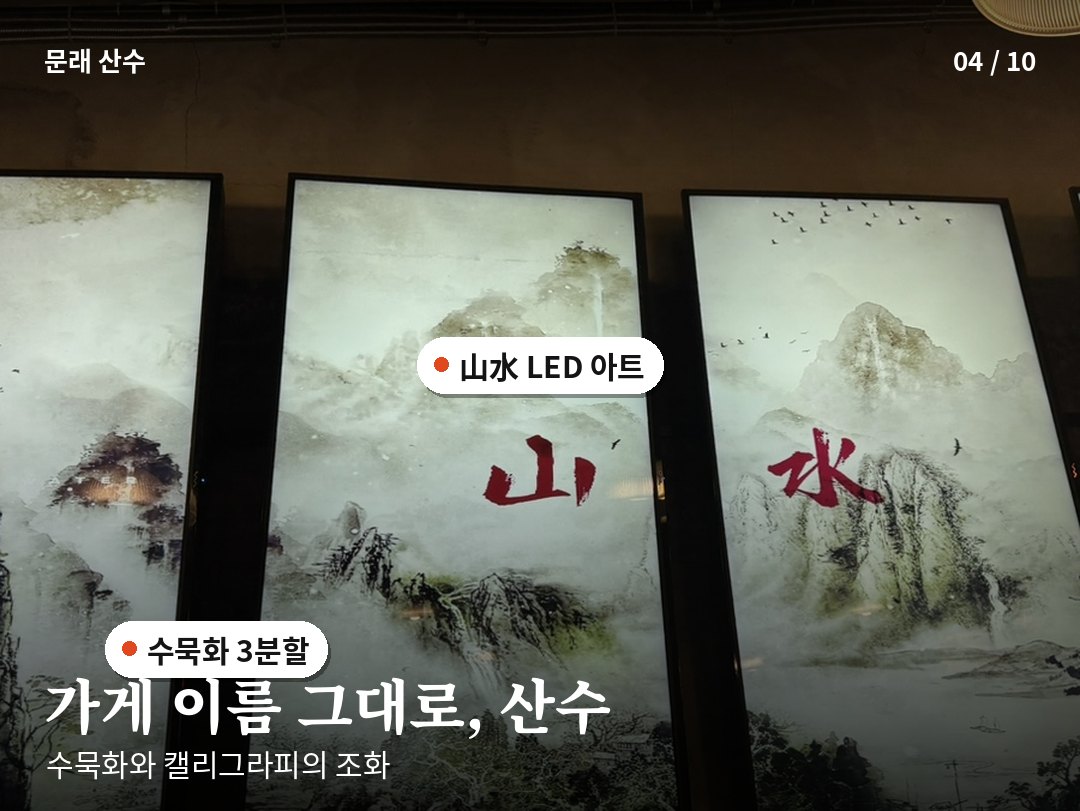 문래 산수
04 / 10
山水 LED 아트
山 水
수묵화 3분할
가게 이름 그대로, 산수
수묵화와 캘리그라피의 조화